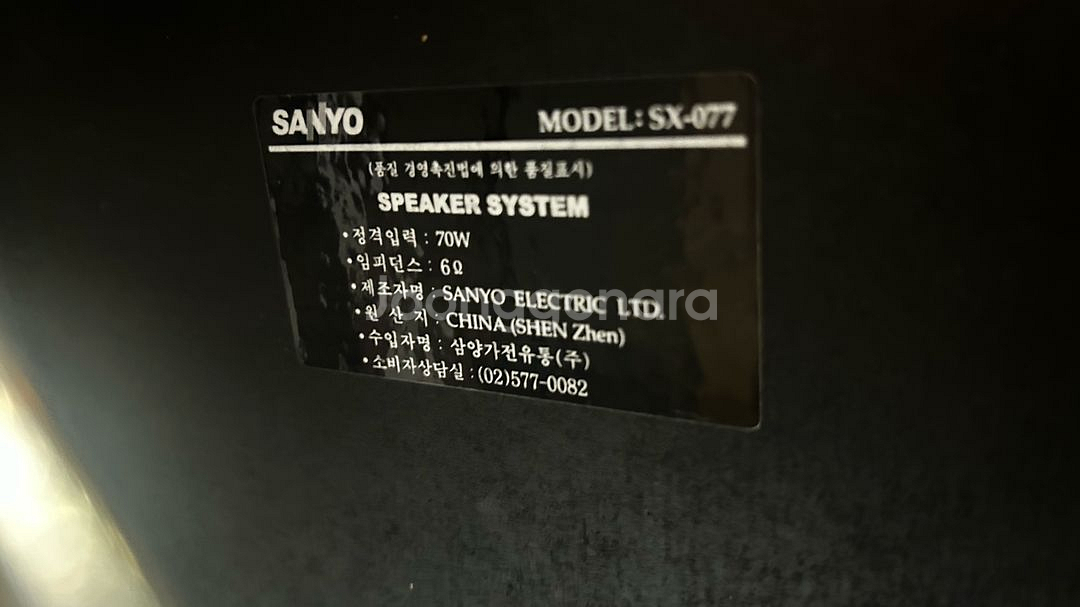 SANYO MODEL: SX-077
(품질 경영촉진법에 의한 품질표시)
SPEAKER SYSTEM
• 정격입력 : 70W
• 임피던스 : 6Ω
• 제조자명 : SANYO ELECTRIC LTD.
• 원 산 지 : CHINA (SHEN Zhen)
• 수입자명 : 삼양가전유통(주)
• 소비자상담실 : (02)577-0082
Joonggonara